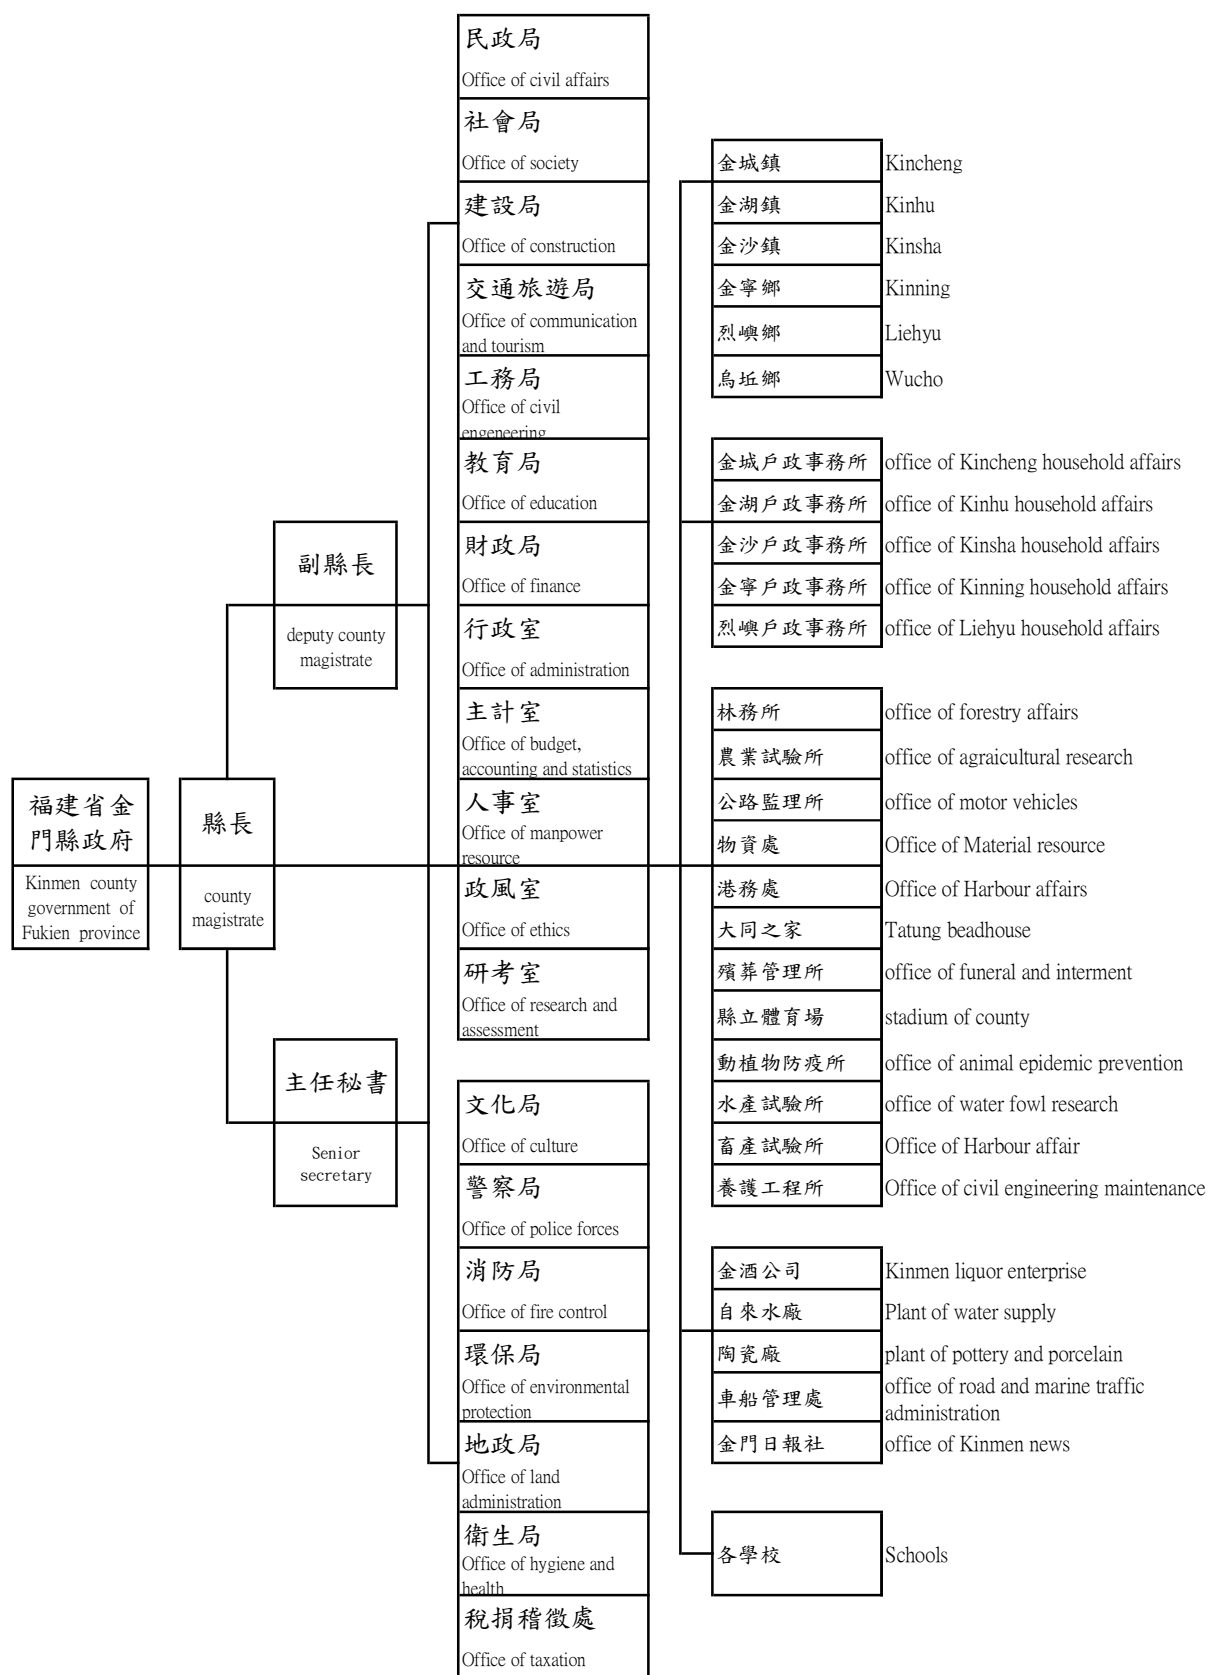 福建省金
門縣政府
Kinmen county
government of
Fukien province
縣長
county
magistrate
副縣長
deputy county
magistrate
主任秘書
Senior
secretary
民政局
Office of civil affairs
社會局
Office of society
建設局
Office of construction
交通旅遊局
Office of communication
and tourism
工務局
Office of civil
engeneering
教育局
Office of education
財政局
Office of finance
行政室
Office of administration
主計室
Office of budget,
accounting and statistics
人事室
Office of manpower
resource
政風室
Office of ethics
研考室
Office of research and
assessment
文化局
Office of culture
警察局
Office of police forces
消防局
Office of fire control
環保局
Office of environmental
protection
地政局
Office of land
administration
衛生局
Office of hygiene and
health
稅捐稽徵處
Office of taxation
金城鎮 Kincheng
金湖鎮 Kinhu
金沙鎮 Kinsha
金寧鄉 Kinning
烈嶼鄉 Liehyu
烏坵鄉 Wucho
金城戶政事務所 office of Kincheng household affairs
金湖戶政事務所 office of Kinhu household affairs
金沙戶政事務所 office of Kinsha household affairs
金寧戶政事務所 office of Kinning household affairs
烈嶼戶政事務所 office of Liehyu household affairs
林務所 office of forestry affairs
農業試驗所 office of agraicultural research
公路監理所 office of motor vehicles
物資處 Office of Material resource
港務處 Office of Harbour affairs
大同之家 Tatung beadhouse
殯葬管理所 office of funeral and interment
縣立體育場 stadium of county
動植物防疫所 office of animal epidemic prevention
水產試驗所 office of water fowl research
畜產試驗所 Office of Harbour affair
養護工程所 Office of civil engineering maintenance
金酒公司 Kinmen liquor enterprise
自來水廠 Plant of water supply
陶瓷廠 plant of pottery and porcelain
車船管理處 office of road and marine traffic
administration
金門日報社 office of Kinmen news
各學校 Schools